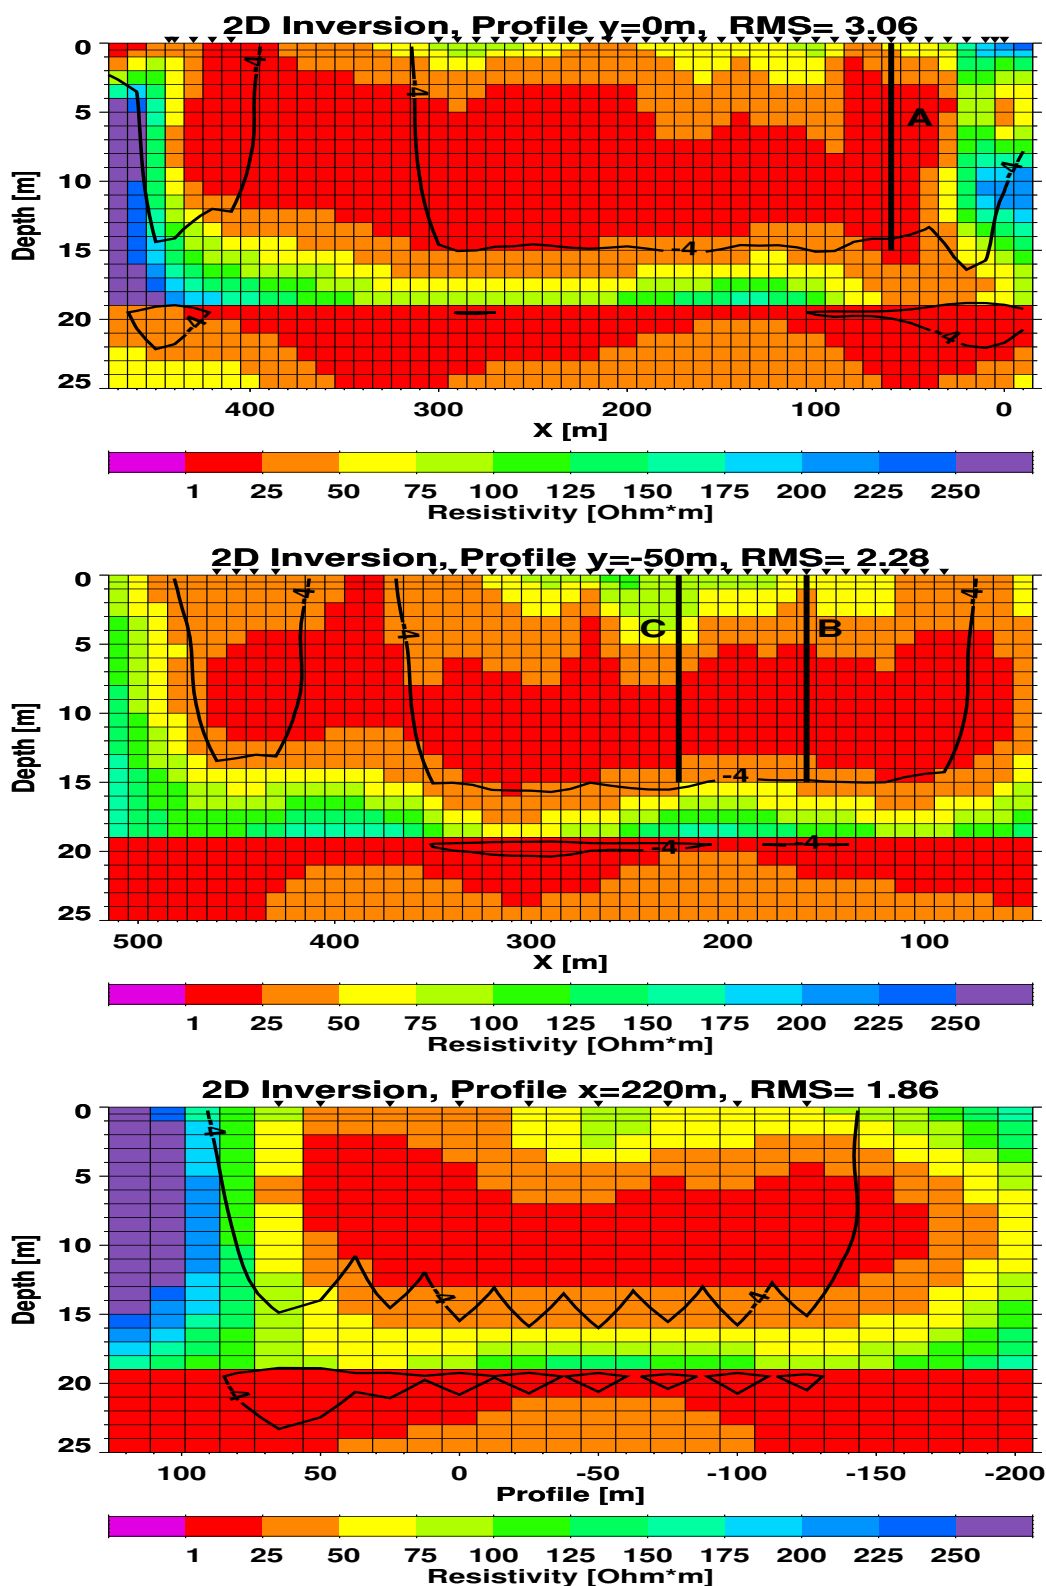 2D Inversion, Profile y=0m, RMS= 3.06
0
5
10
15
20
25
Depth [m]
-4
-4
A
-4
-4
-4
-4
400 300 200 100 0
X [m]
1 25 50 75 100 125 150 175 200 225 250
Resistivity [Ohm*m]
2D Inversion, Profile y=-50m, RMS= 2.28
0
5
10
15
20
25
Depth [m]
-4
-4
C
B
-4
-4
-4
-4
500 400 300 200 100
X [m]
1 25 50 75 100 125 150 175 200 225 250
Resistivity [Ohm*m]
2D Inversion, Profile x=220m, RMS= 1.86
0
5
10
15
20
25
Depth [m]
-4
-4
-4
-4
100 50 0 -50 -100 -150 -200
Profile [m]
1 25 50 75 100 125 150 175 200 225 250
Resistivity [Ohm*m]